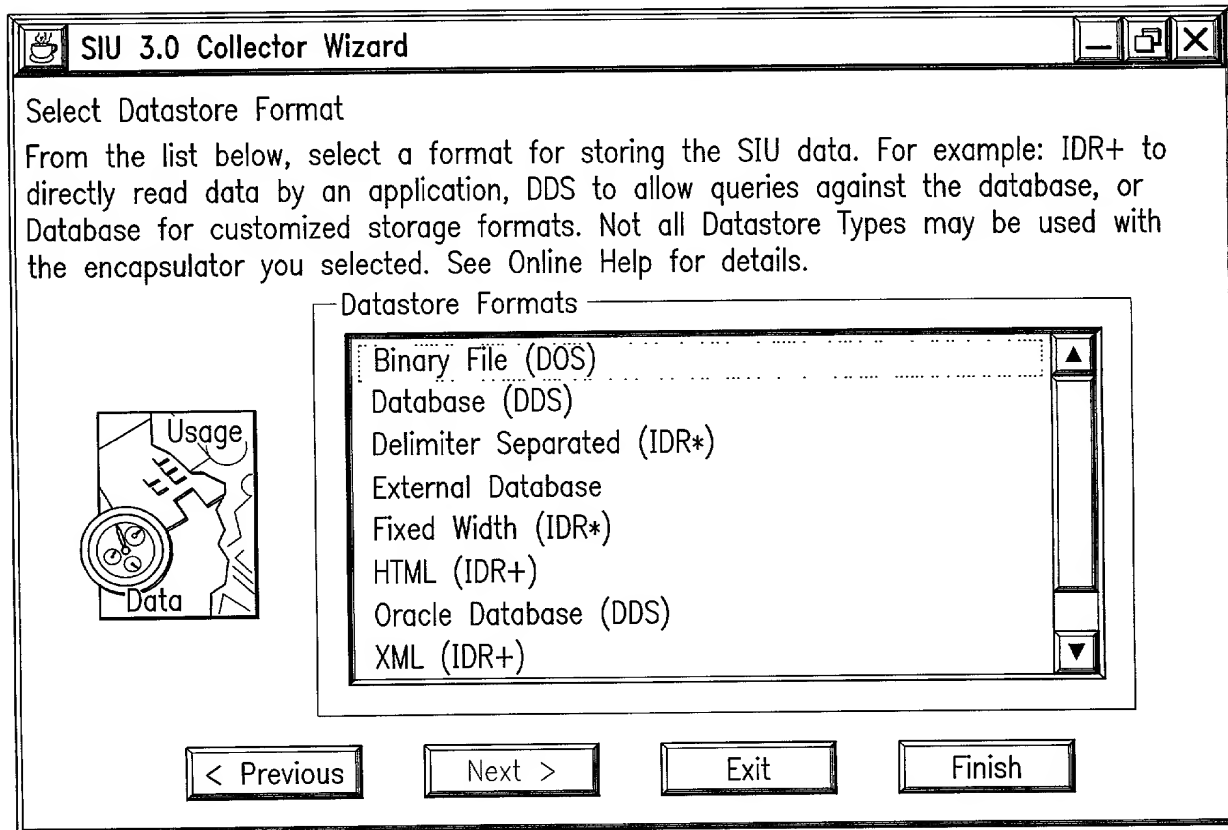 SIU 3.0 Collector Wizard
Select Datastore Format
From the list below, select a format for storing the SIU data. For example: IDR+ to
directly read data by an application, DDS to allow queries against the database, or
Database for customized storage formats. Not all Datastore Types may be used with
the encapsulator you selected. See Online Help for details.
Datastore Formats
Binary File (DOS)
Database (DDS)
Delimiter Separated (IDR*)
External Database
Fixed Width (IDR*)
HTML (IDR+)
Oracle Database (DDS)
XML (IDR+)
Usage
Data
< Previous
Next >
Exit
Finish